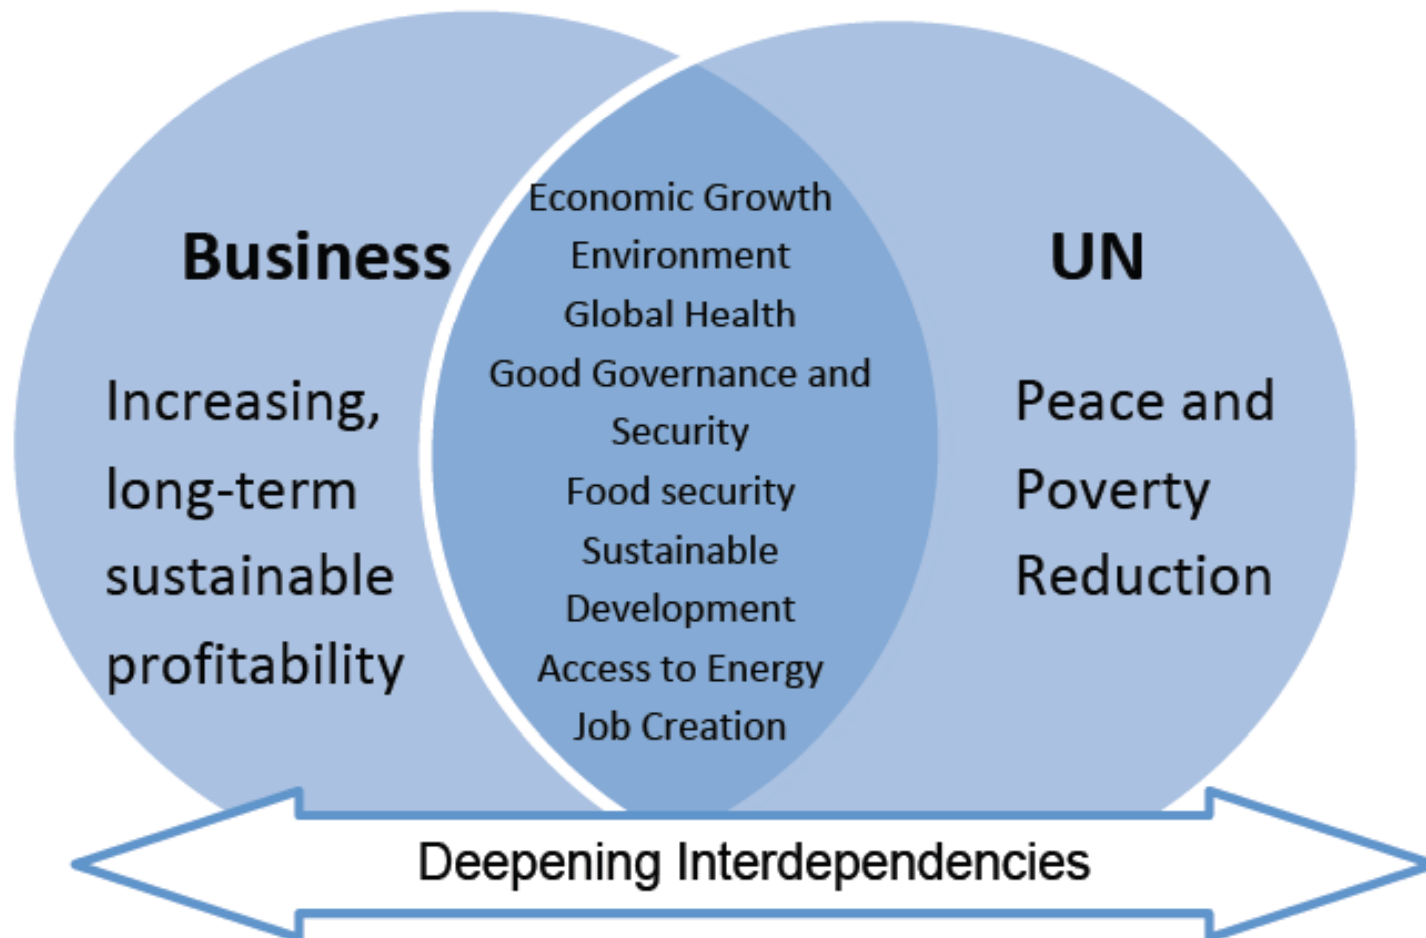 Business
Increasing,
long-term
sustainable
profitability
Economic Growth
Environment
Global Health
Good Governance and
Security
Food security
Sustainable
Development
Access to Energy
Job Creation
UN
Peace and
Poverty
Reduction
Deepening Interdependencies